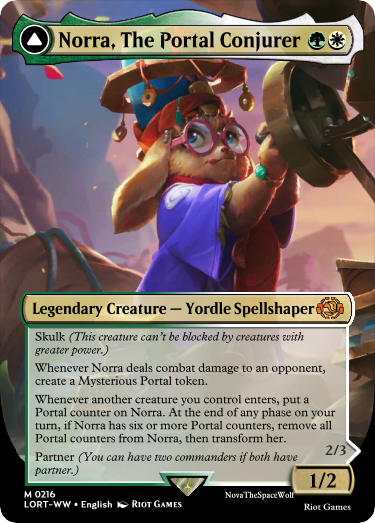 Norra, The Portal Conjurer
Legendary Creature — Yordle Spellshaper
Skulk (This creature can't be blocked by creatures with
greater power.)
Whenever Norra deals combat damage to an opponent,
create a Mysterious Portal token.
Whenever another creature you control enters, put a
Portal counter on Norra. At the end of any phase on your
turn, if Norra has six or more Portal counters, remove all
Portal counters from Norra, then transform her.
Partner (You can have two commanders if both have
partner.)
2/3
1/2
M 0216
LORT-WW • English Riot Games
NovaTheSpaceWolf
Riot Games